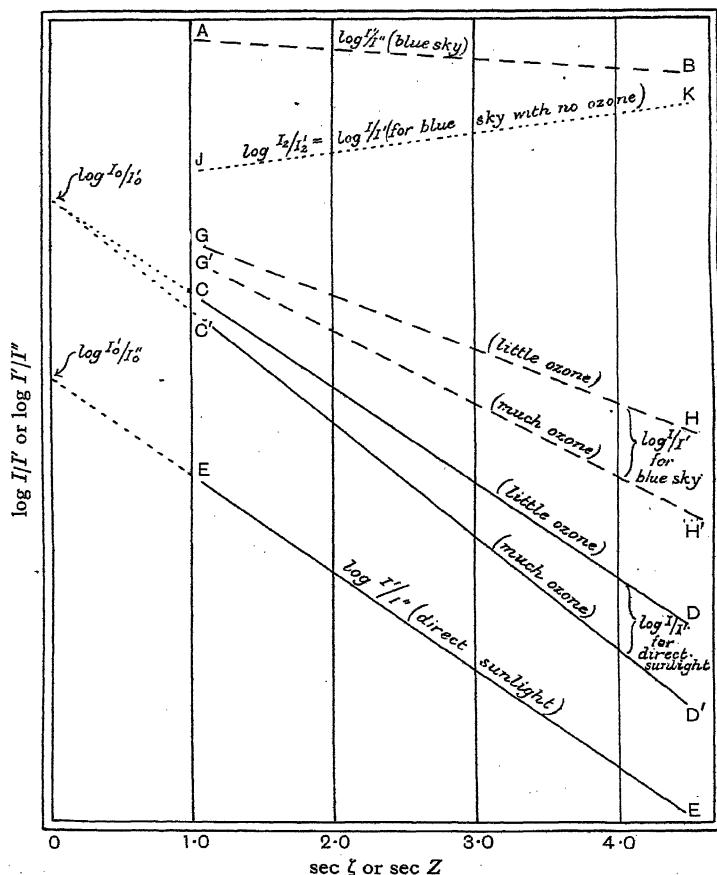 A
log I'/I" (blue sky)
B
K
log I₂/I₂' = log I/I' (for blue sky with no ozone)
J
log I₀/I₀'
G
G'
C
C'
log I₀'/I₀"
(little ozone)
H
(much ozone)
log I/I'
for
blue sky
H'
E
(little ozone)
(much ozone)
D
log I/I'
for
direct
sunlight
D'
log I'/I" (direct sunlight)
E
log I/I' or log I'/I"
0 1·0 2·0 3·0 4·0
sec ζ or sec Z